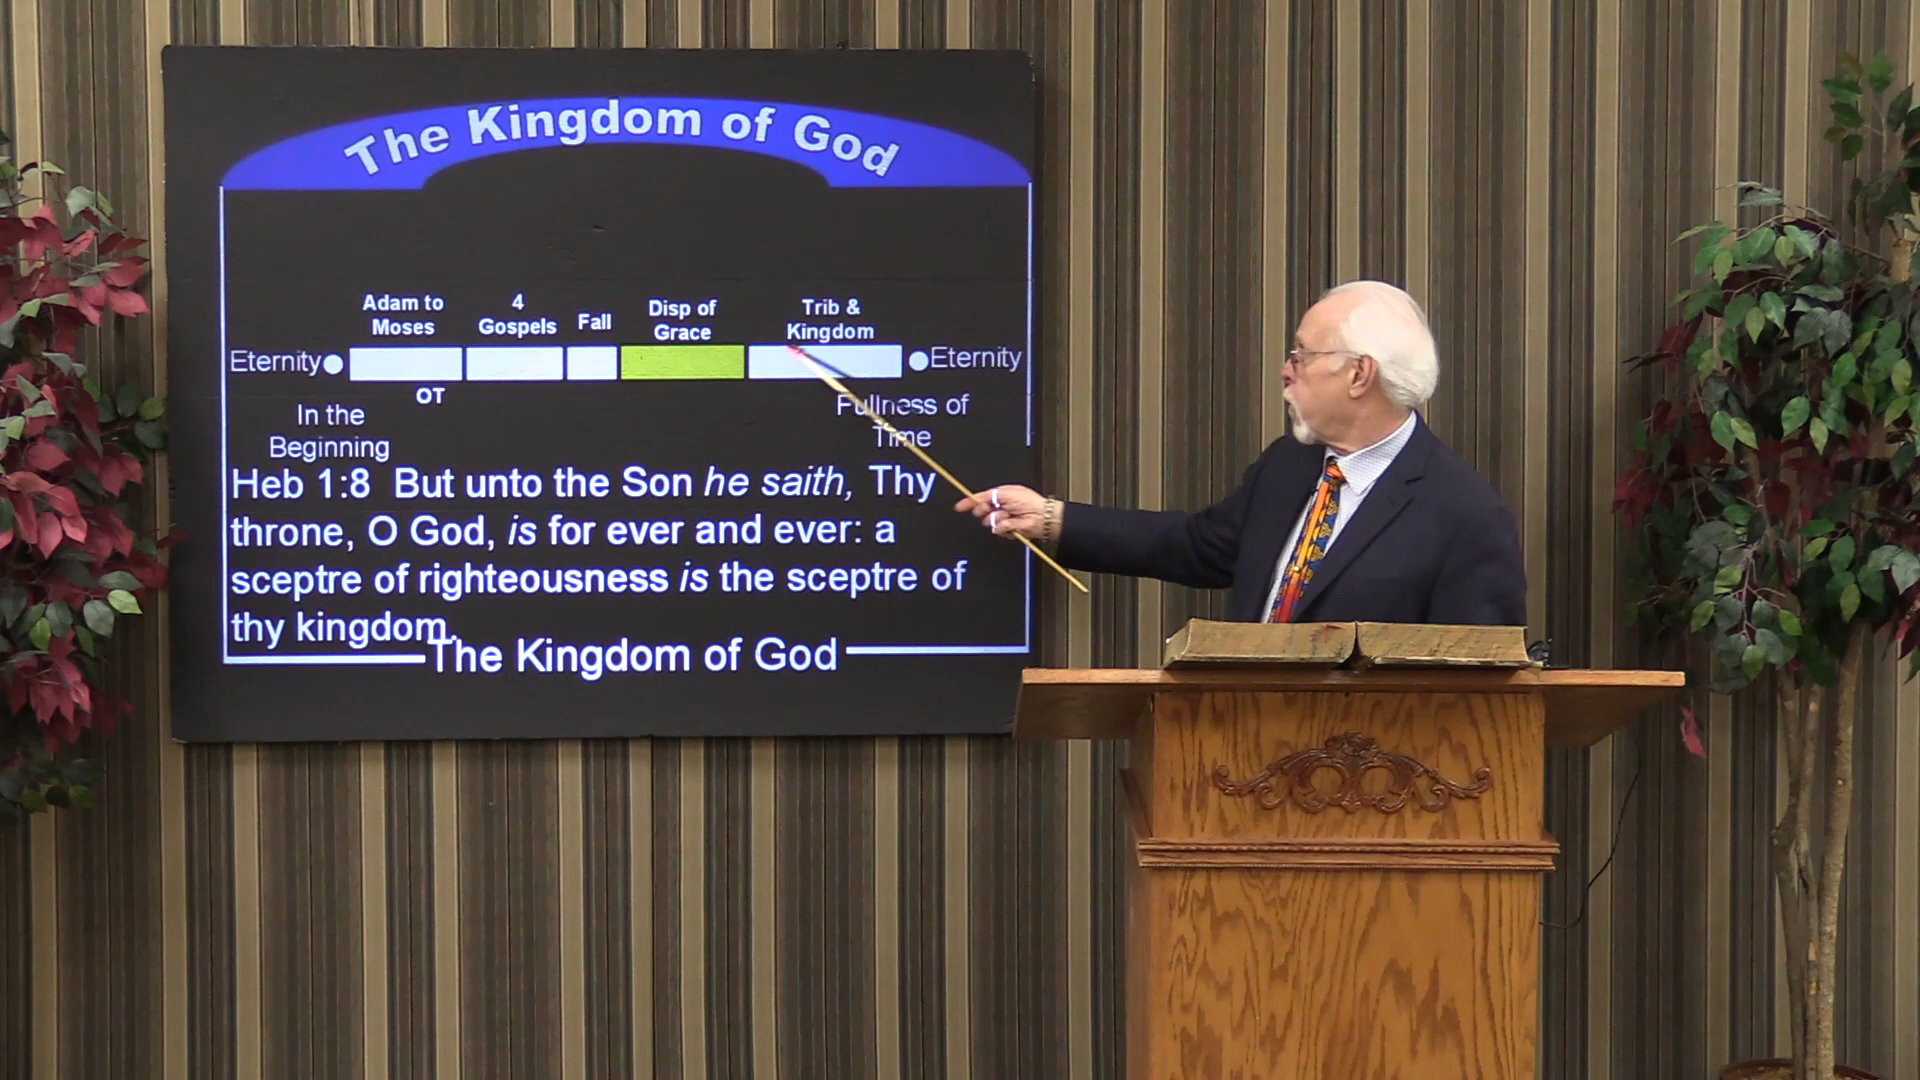 The Kingdom of God
Adam to
Moses
4
Gospels
Fall
Disp of
Grace
Trib &
Kingdom
Eternity
Eternity
OT
In the
Beginning
Fullness of
Time
Heb 1:8 But unto the Son he saith, Thy
throne, O God, is for ever and ever: a
sceptre of righteousness is the sceptre of
thy kingdom.
The Kingdom of God